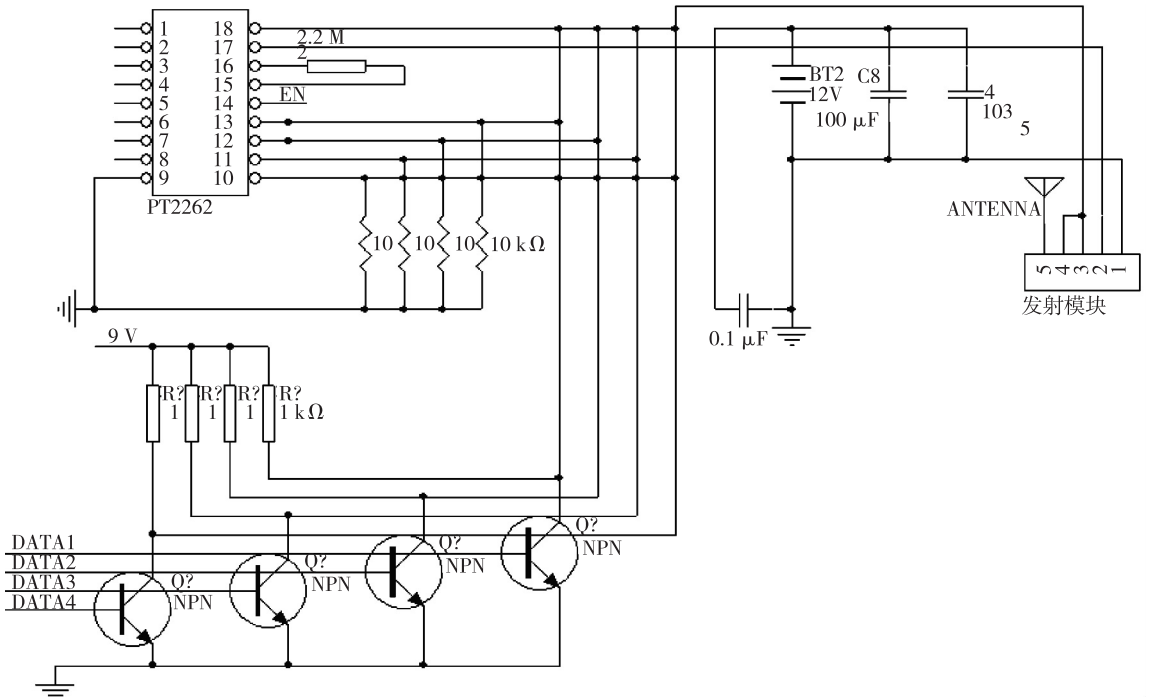 1 18
2 17
3 16
4 15
5 14
6 13
7 12
8 11
9 10
PT2262
2.2 M
2
EN
10 10 10 10 kΩ
BT2
12V
C8
100 μF
4
103
5
ANTENNA
5 4 3 2 1
发射模块
0.1 μF
9 V
R? R? R? R?
1 1 1 1 kΩ
DATA1
DATA2
DATA3
DATA4
Q?
NPN
Q?
NPN
Q?
NPN
Q?
NPN